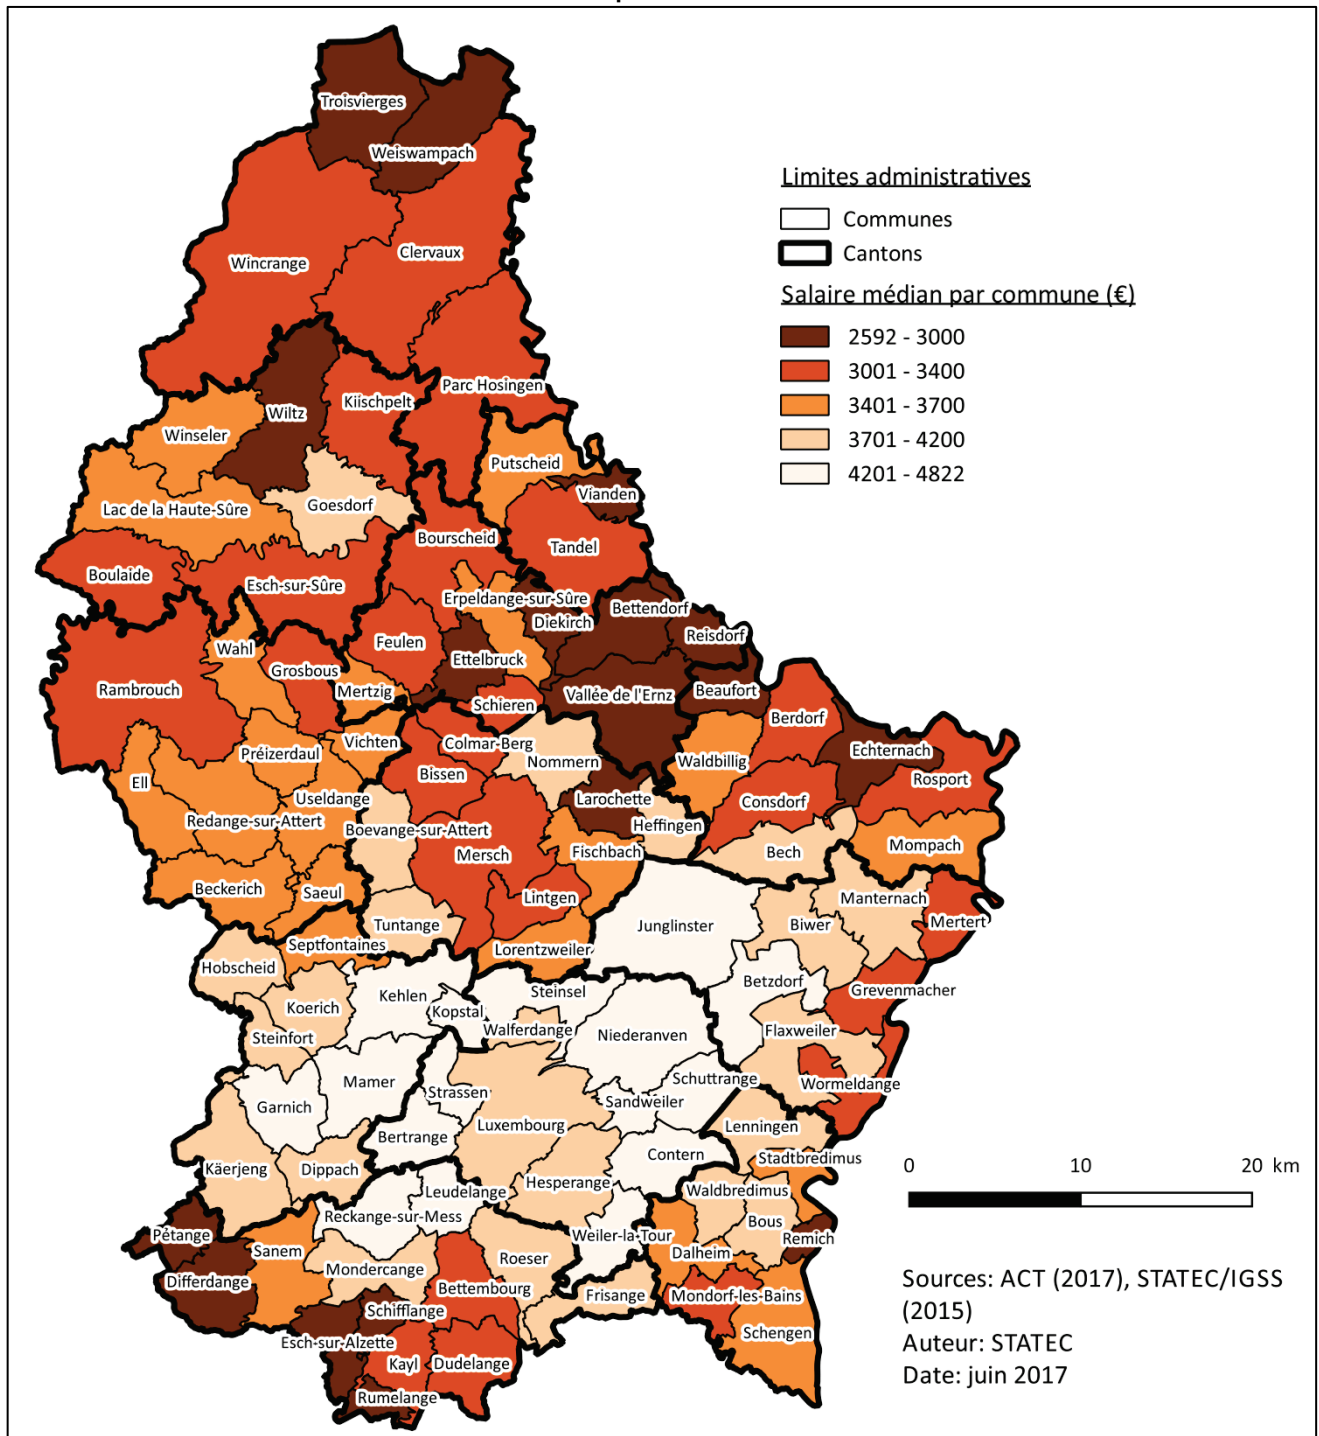 Troisvierges
Weiswampach
Limites administratives
Communes
Cantons
Salaire médian par commune (€)
2592 - 3000
3001 - 3400
3401 - 3700
3701 - 4200
4201 - 4822
Wincrange
Clervaux
Parc Hosingen
Kiischpelt
Wiltz
Winseler
Putscheid
Vianden
Goesdorf
Lac de la Haute-Sûre
Bourscheid
Tandel
Boulaide
Esch-sur-Sûre
Erpeldange-sur-Sûre
Bettendorf
Diekirch
Reisdorf
Feulen
Wahl
Ettelbruck
Grosbous
Rambrouch
Mertzig
Vallée de l'Ernz
Beaufort
Schieren
Berdorf
Colmar-Berg
Vichten
Préizerdaul
Echternach
Nommern
Waldbillig
Bissen
Rosport
Ell
Useldange
Larochette
Consdorf
Redange-sur-Attert
Boevange-sur-Attert
Heffingen
Mersch
Fischbach
Bech
Mompach
Beckerich
Saeul
Lintgen
Manternach
Tuntange
Junglinster
Biwer
Mertert
Septfontaines
Lorentzweiler
Hobscheid
Betzdorf
Grevenmacher
Kehlen
Steinsel
Koerich
Kopstal
Walferdange
Niederanven
Flaxweiler
Steinfort
Mamer
Schuttrange
Wormeldange
Strassen
Sandweiler
Garnich
Luxembourg
Lenningen
Bertrange
Contern
Stadtbredimus
Käerjeng
Dippach
Hesperange
Leudelange
Waldbredimus
Reckange-sur-Mess
Bous
Pétange
Weiler-la-Tour
Remich
Sanem
Roeser
Dalheim
Mondercange
Differdange
Bettembourg
Frisange
Mondorf-les-Bains
Schifflange
Schengen
Esch-sur-Alzette
Kayl
Dudelange
Rumelange
0 10 20 km
Sources: ACT (2017), STATEC/IGSS
(2015)
Auteur: STATEC
Date: juin 2017